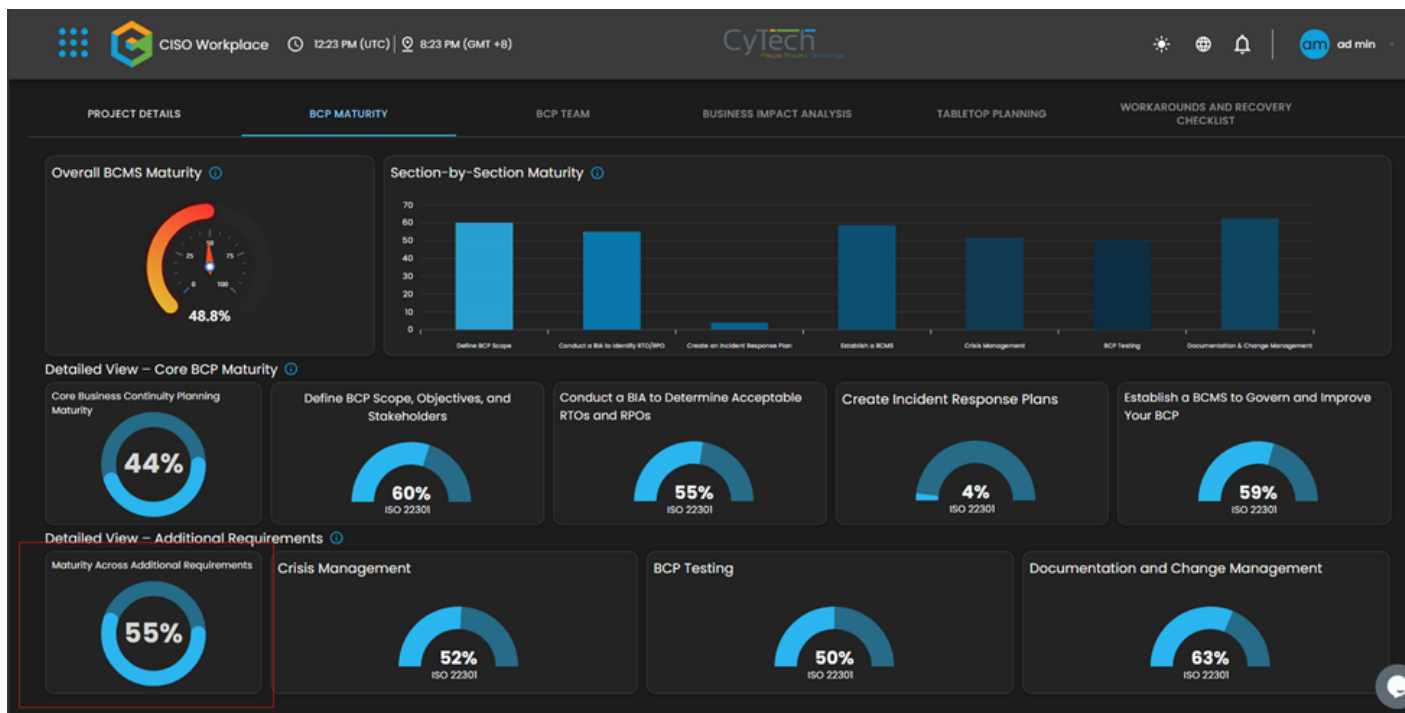 CISO Workplace
12:23 PM (UTC)
8:23 PM (GMT +8)
CyTech
People Process Technology
am
ad min
PROJECT DETAILS
BCP MATURITY
BCP TEAM
BUSINESS IMPACT ANALYSIS
TABLETOP PLANNING
WORKAROUNDS AND RECOVERY
CHECKLIST
Overall BCMS Maturity
0
25
50
75
100
48.8%
Section-by-Section Maturity
70
60
50
40
30
20
10
0
Define BCP Scope
Conduct a BIA to Identify RTO/RPO
Create an Incident Response Plan
Establish a BCMS
Crisis Management
BCP Testing
Documentation & Change Management
Detailed View – Core BCP Maturity
Core Business Continuity Planning
Maturity
44%
Define BCP Scope, Objectives, and
Stakeholders
60%
ISO 22301
Conduct a BIA to Determine Acceptable
RTOs and RPOs
55%
ISO 22301
Create Incident Response Plans
4%
ISO 22301
Establish a BCMS to Govern and Improve
Your BCP
59%
ISO 22301
Detailed View – Additional Requirements
Maturity Across Additional Requirements
55%
Crisis Management
52%
ISO 22301
BCP Testing
50%
ISO 22301
Documentation and Change Management
63%
ISO 22301